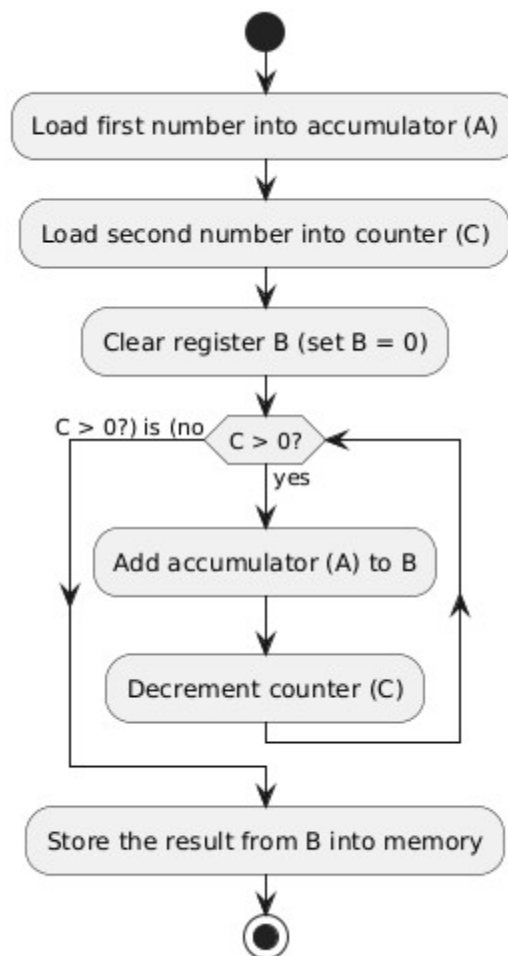 Load first number into accumulator (A)
Load second number into counter (C)
Clear register B (set B = 0)
C > 0?) is (no
C > 0?
yes
Add accumulator (A) to B
Decrement counter (C)
Store the result from B into memory